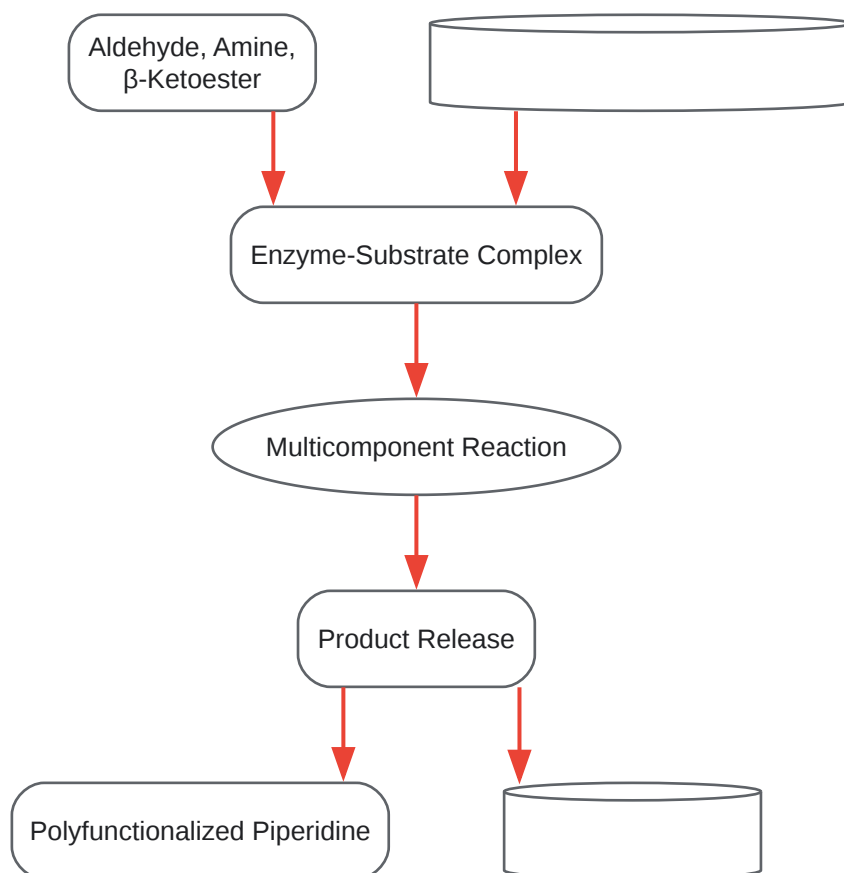 Aldehyde, Amine,
β-Ketoester
Enzyme-Substrate Complex
Multicomponent Reaction
Product Release
Polyfunctionalized Piperidine